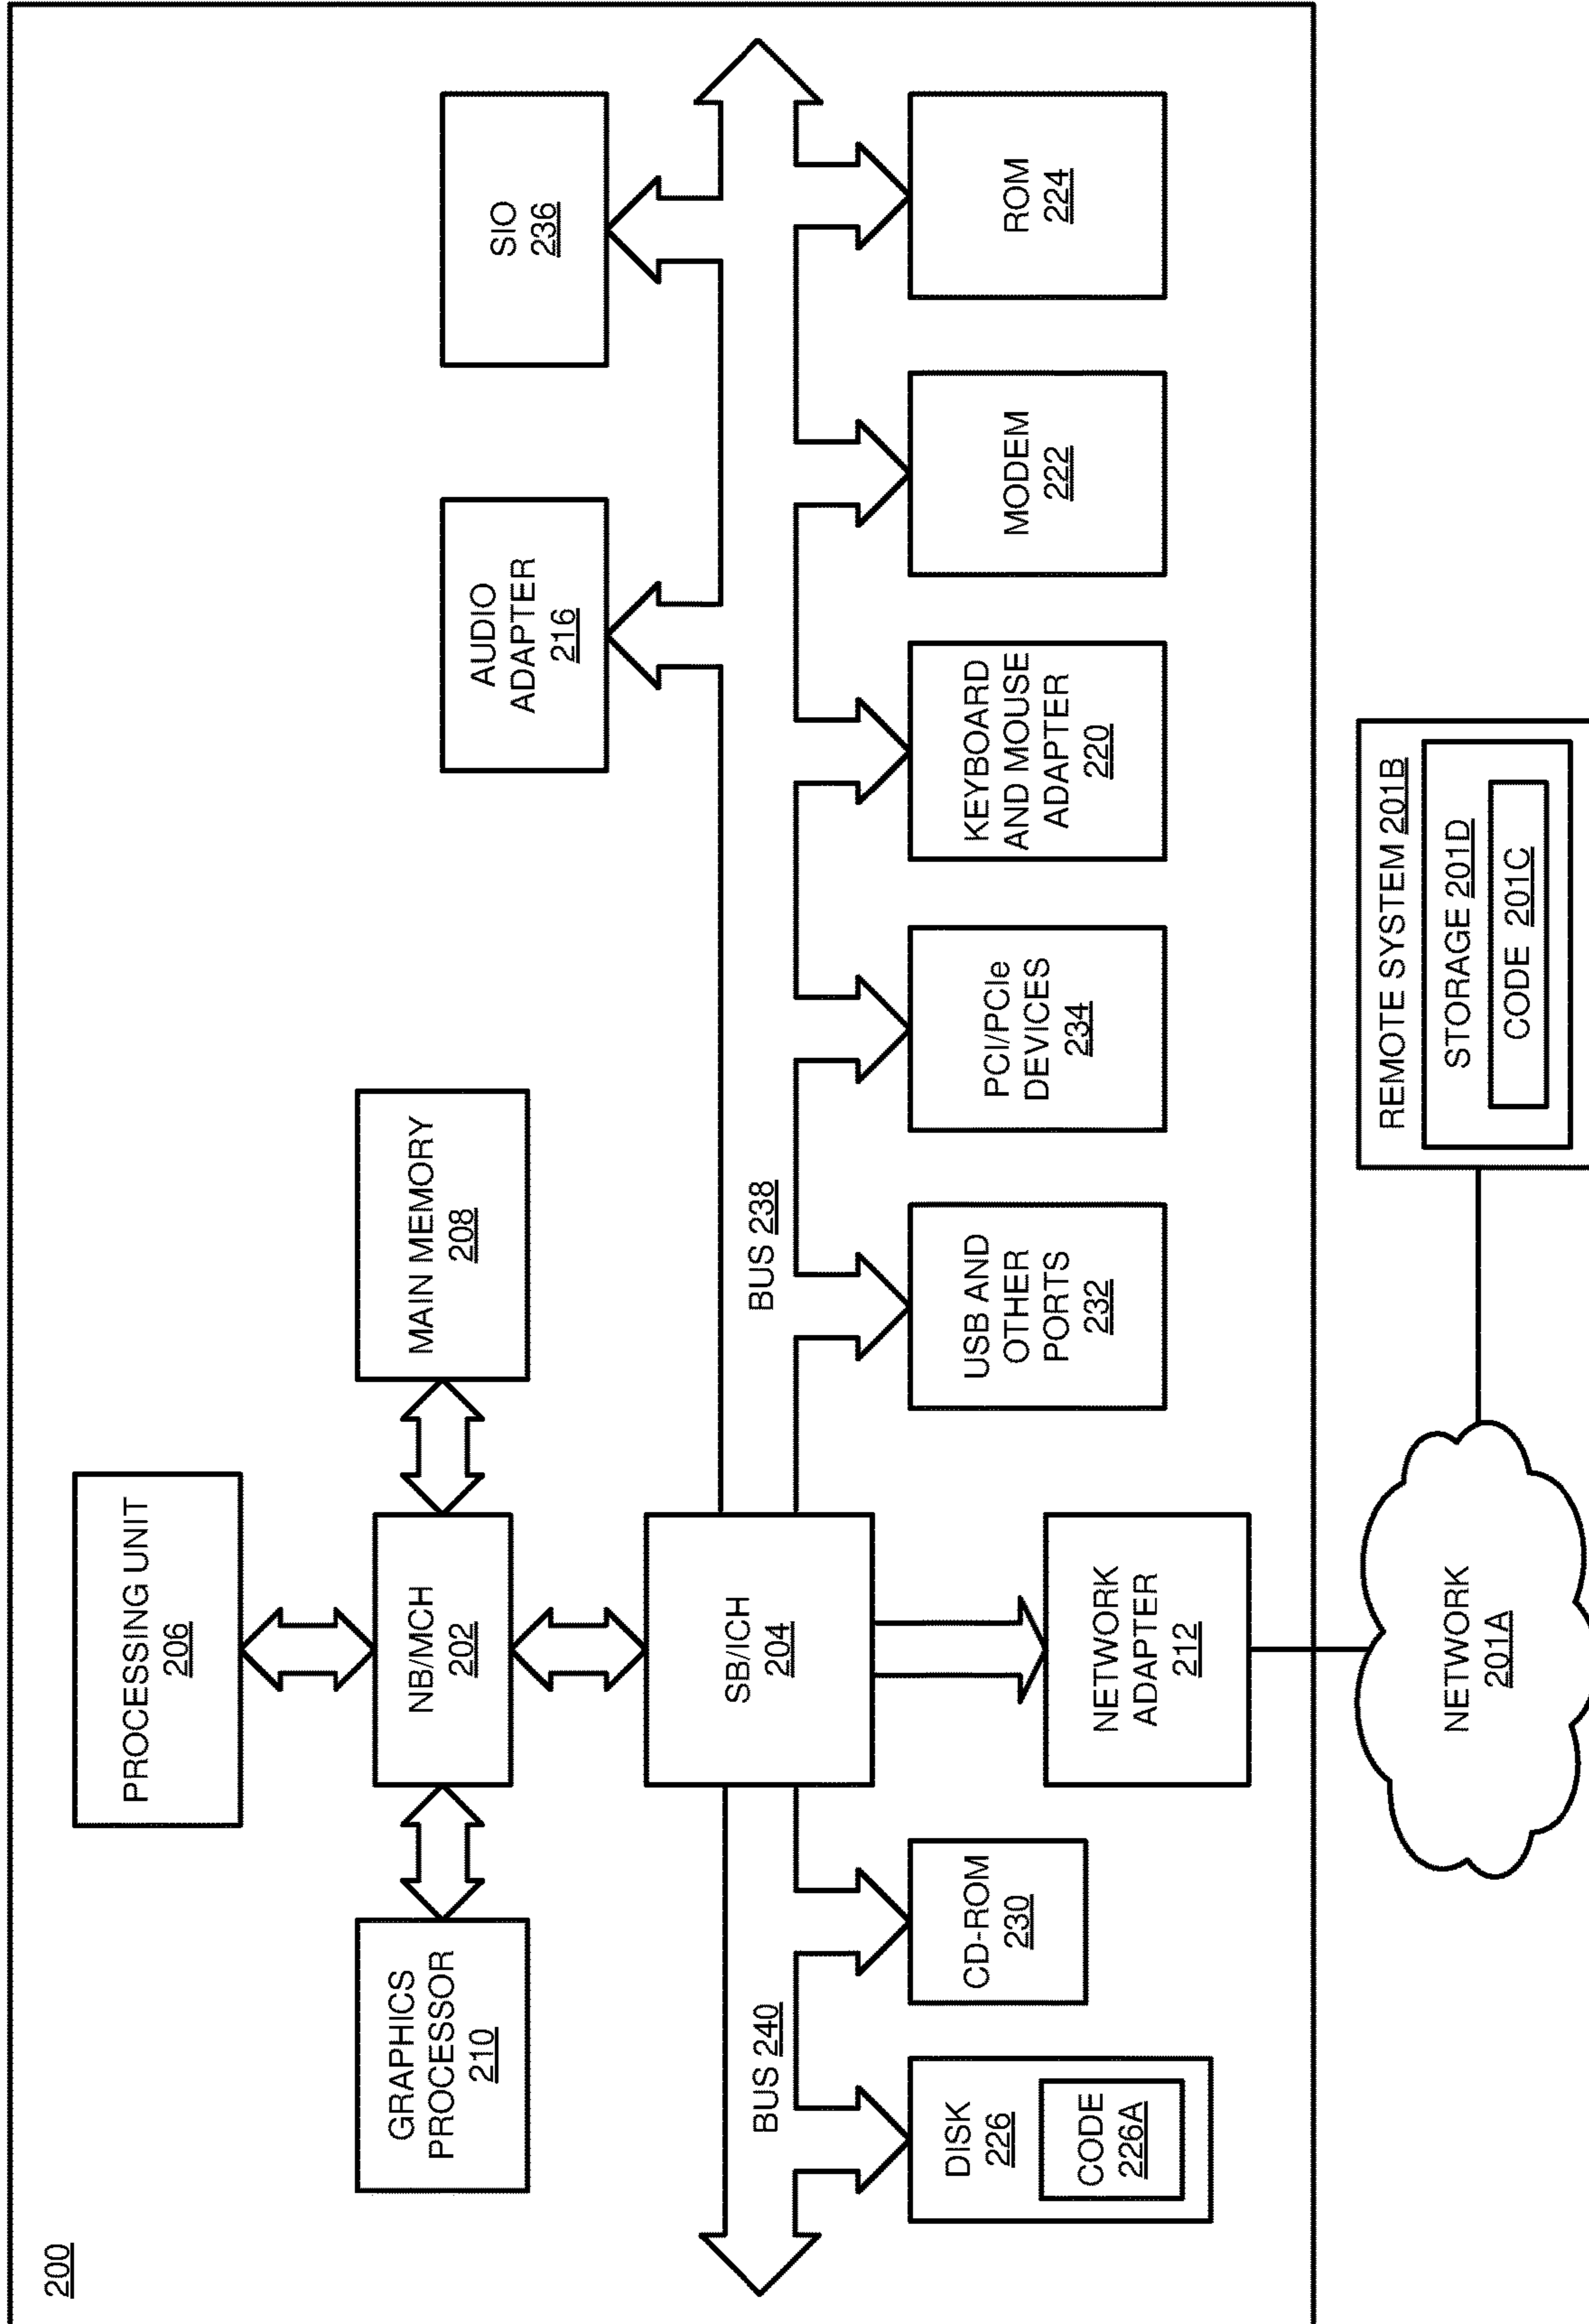 200
PROCESSING UNIT
206
GRAPHICS
PROCESSOR
210
NB/MCH
202
MAIN MEMORY
208
AUDIO
ADAPTER
216
SIO
236
SB/ICH
204
BUS 240
BUS 238
DISK
226
CODE
226A
CD-ROM
230
NETWORK
ADAPTER
212
USB AND
OTHER
PORTS
232
PCI/PCIe
DEVICES
234
KEYBOARD
AND MOUSE
ADAPTER
220
MODEM
222
ROM
224
NETWORK
201A
REMOTE SYSTEM 201B
STORAGE 201D
CODE 201C